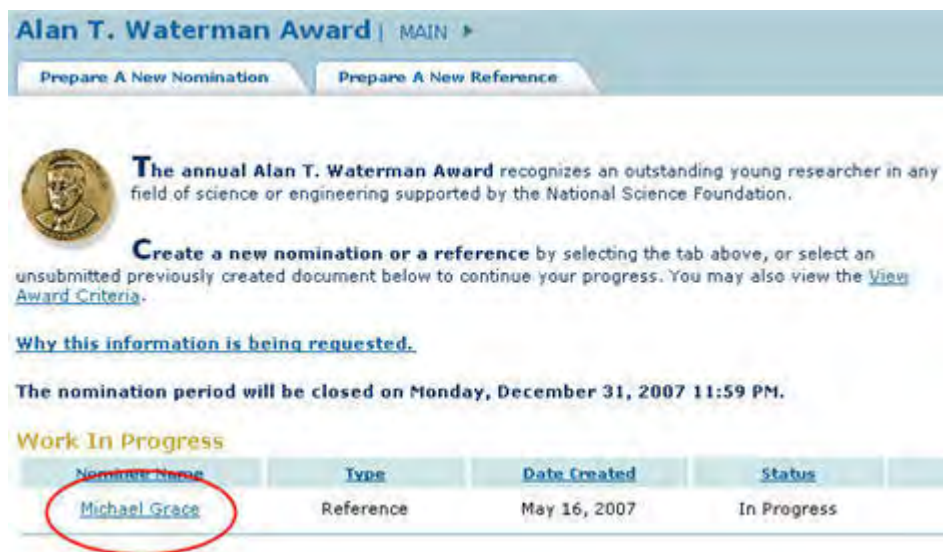 Alan T. Waterman Award | MAIN
Prepare A New Nomination Prepare A New Reference
The annual Alan T. Waterman Award recognizes an outstanding young researcher in any
field of science or engineering supported by the National Science Foundation.
Create a new nomination or a reference by selecting the tab above, or select an
unsubmitted previously created document below to continue your progress. You may also view the View
Award Criteria.
Why this information is being requested.
The nomination period will be closed on Monday, December 31, 2007 11:59 PM.
Work In Progress
Nominee Name Type Date Created Status
Michael Grace Reference May 16, 2007 In Progress